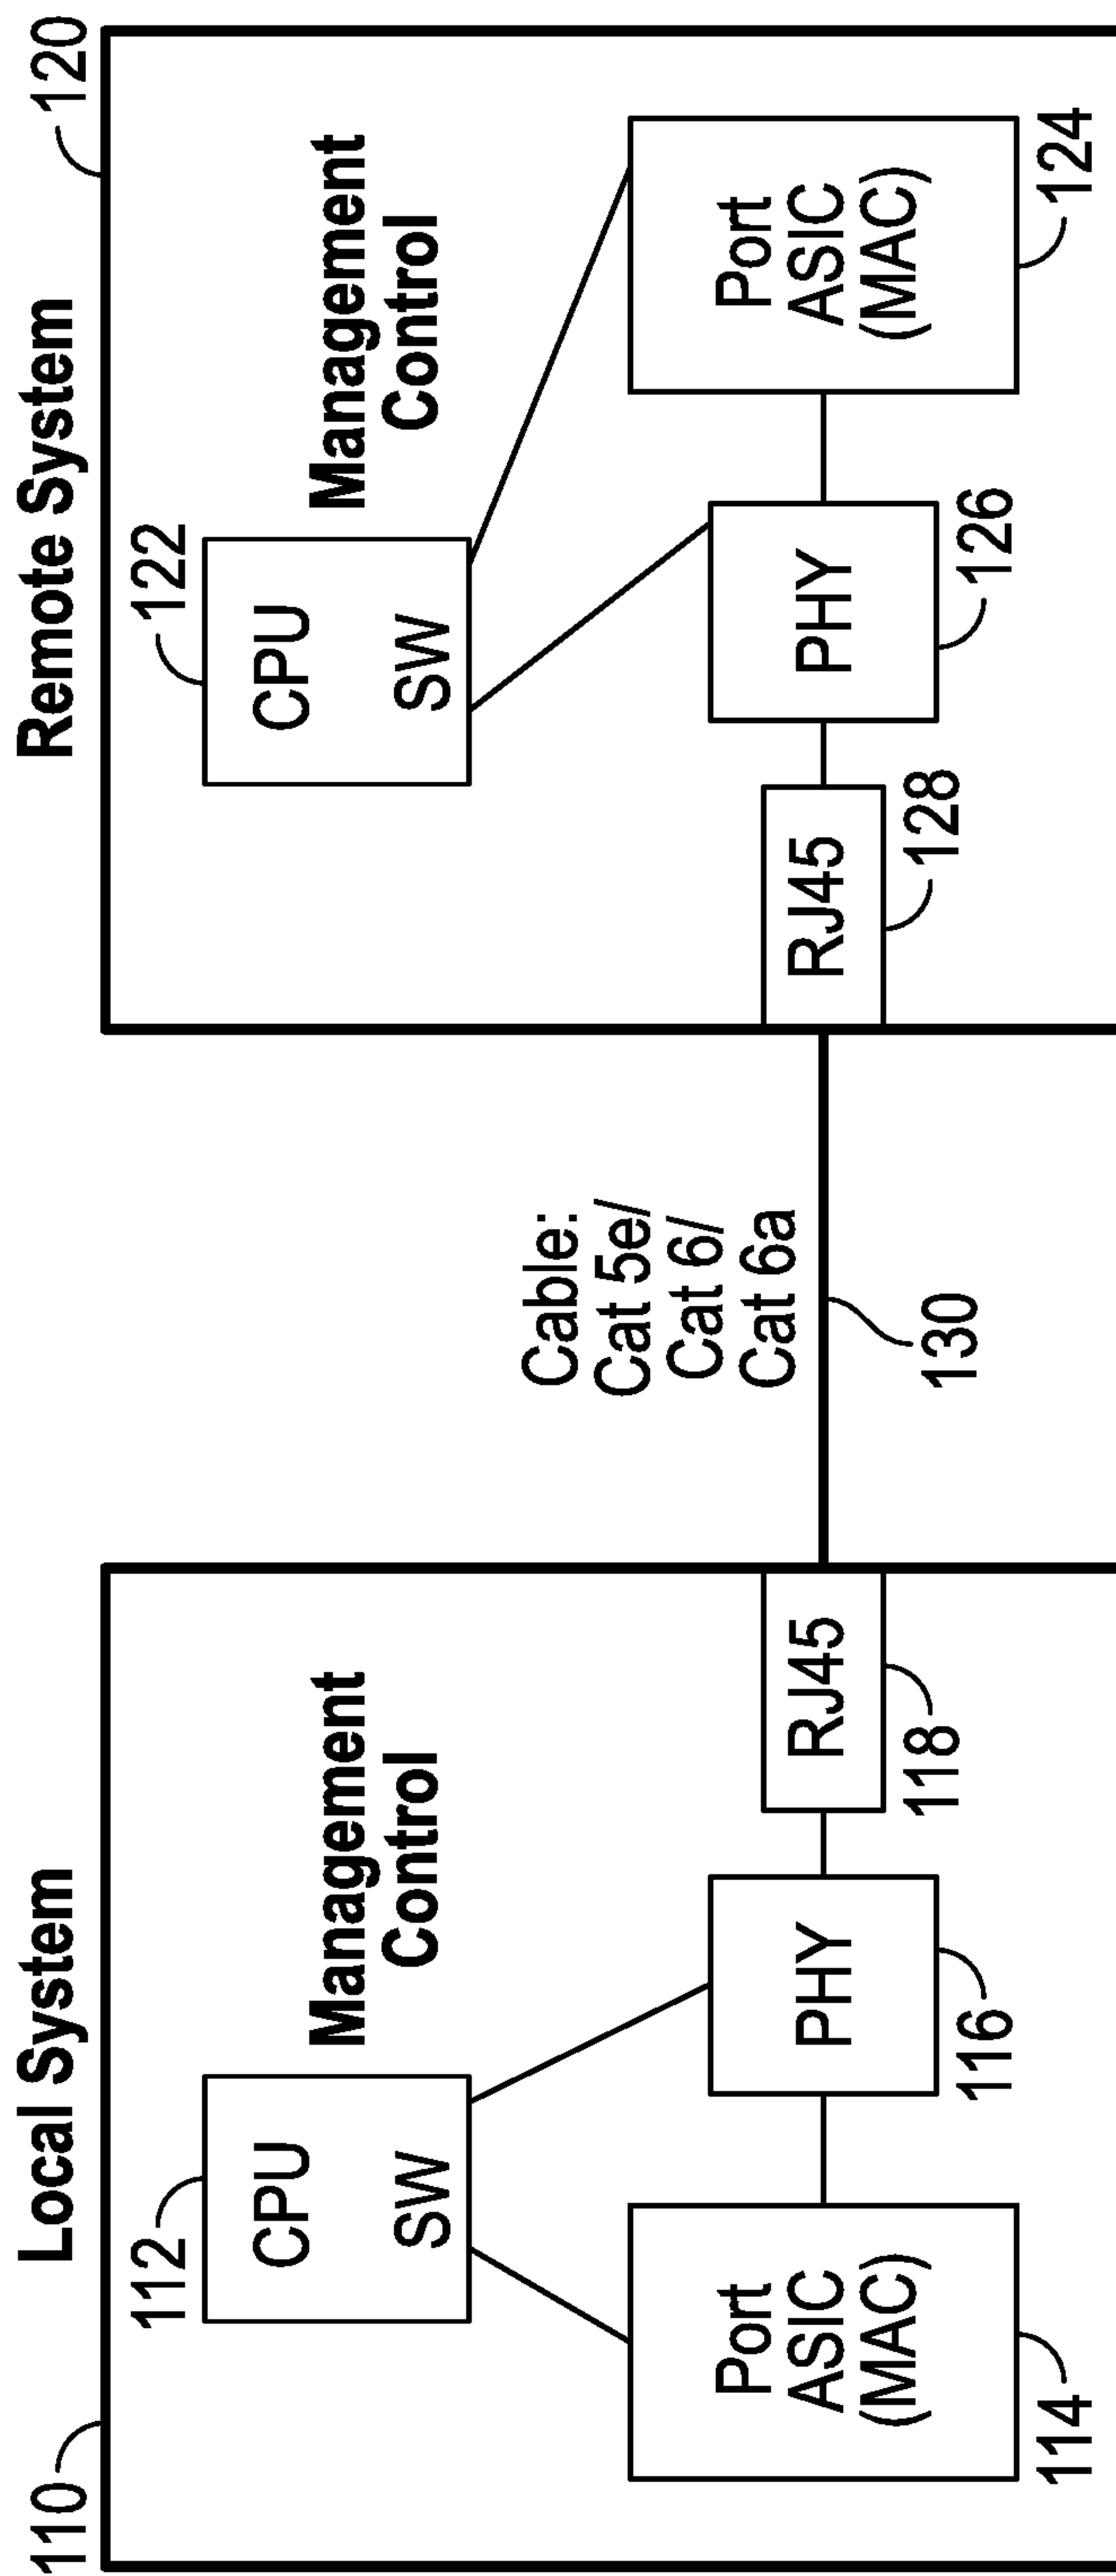 Local System
110
112
CPU
SW
Management
Control
Port
ASIC
(MAC)
114
PHY
116
RJ45
118
Cable:
Cat 5e/
Cat 6/
Cat 6a
130
Remote System
120
122
CPU
SW
Management
Control
RJ45
128
PHY
126
Port
ASIC
(MAC)
124